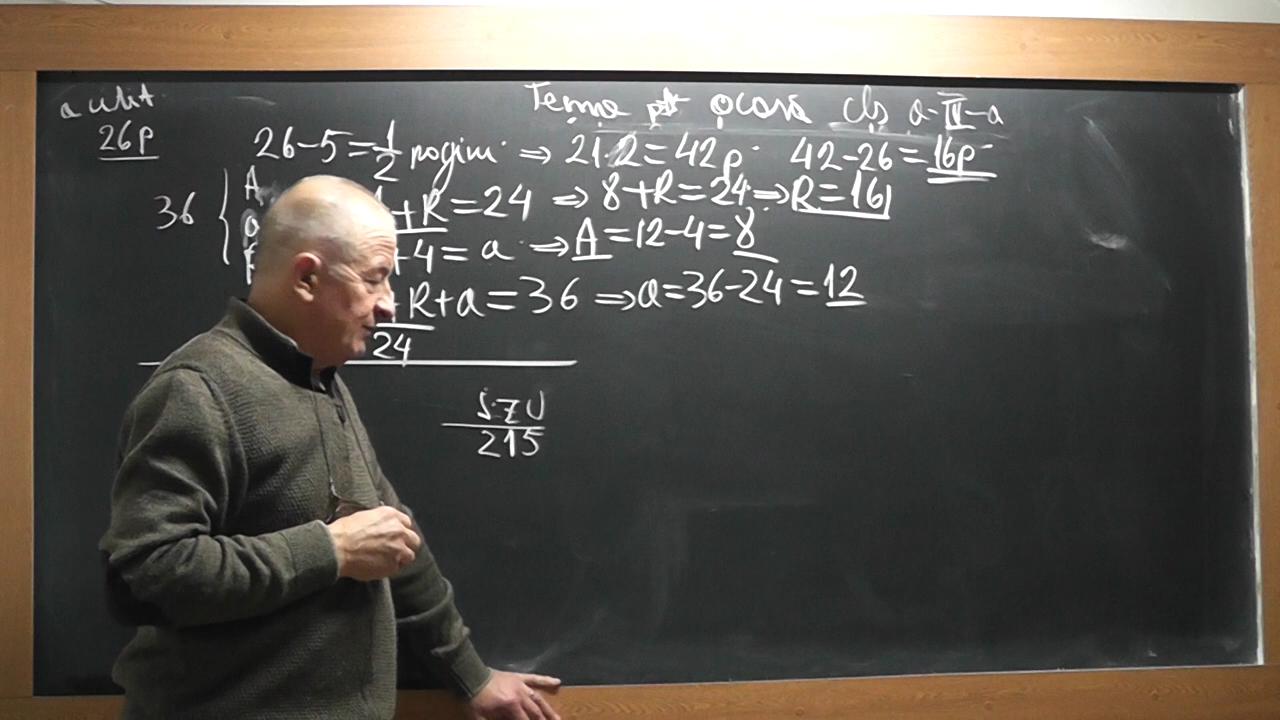 a citit
26p
Tema pt acasă cls a-IV-a
26-5=1/2 pagini ⇒ 21·2=42p 42-26=16p
36 { A
+R=24 ⇒ 8+R=24 ⇒ R=16
+4=a ⇒ A=12-4=8
+R+a=36 ⇒ a=36-24=12
24
SZU
215